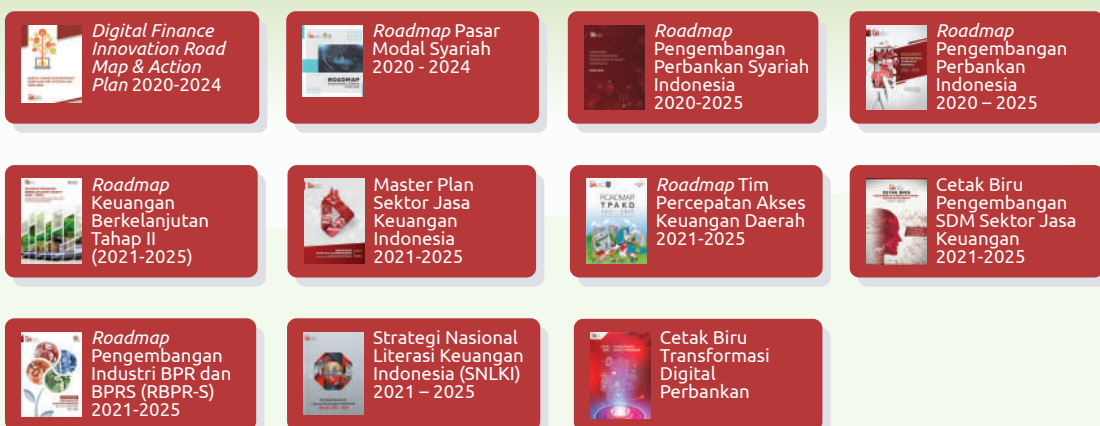 Digital Finance
Innovation Road
Map & Action
Plan 2020-2024
Roadmap Pasar
Modal Syariah
2020 - 2024
Roadmap
Pengembangan
Perbankan Syariah
Indonesia
2020-2025
Roadmap
Pengembangan
Perbankan
Indonesia
2020 – 2025
Roadmap
Keuangan
Berkelanjutan
Tahap II
(2021-2025)
Master Plan
Sektor Jasa
Keuangan
Indonesia
2021-2025
ROADMAP
TPAKD
Roadmap Tim
Percepatan Akses
Keuangan Daerah
2021-2025
Cetak Biru
Pengembangan
SDM Sektor Jasa
Keuangan
2021-2025
Roadmap
Pengembangan
Industri BPR dan
BPRS (RBPR-S)
2021-2025
Strategi Nasional
Literasi Keuangan
Indonesia (SNLKI)
2021 – 2025
Cetak Biru
Transformasi
Digital
Perbankan